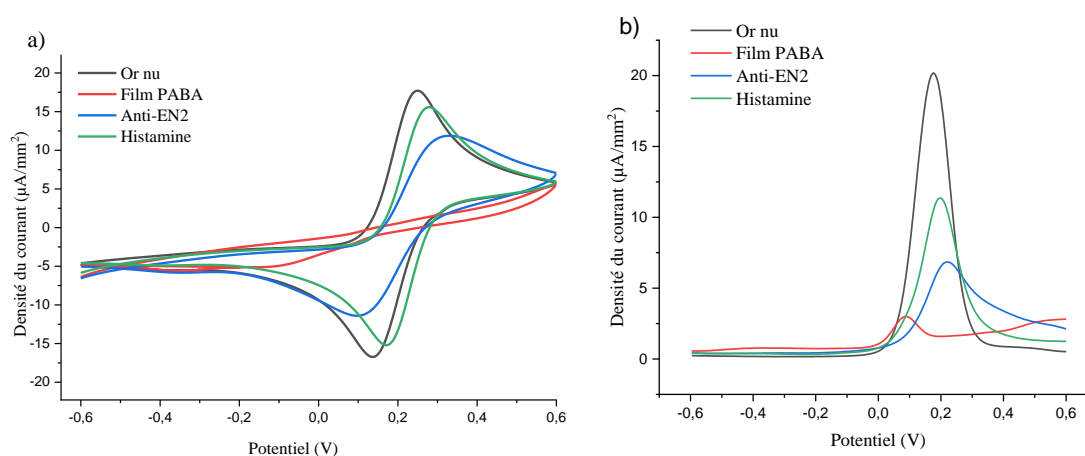 a)
Or nu
Film PABA
Anti-EN2
Histamine
Densité du courant (µA/mm²)
20
15
10
5
0
-5
-10
-15
-20
-0,6
-0,4
-0,2
0,0
0,2
0,4
0,6
Potentiel (V)
b)
Or nu
Film PABA
Anti-EN2
Histamine
Densité du courant (µA/mm²)
20
15
10
5
0
-0,6
-0,4
-0,2
0,0
0,2
0,4
0,6
Potentiel (V)